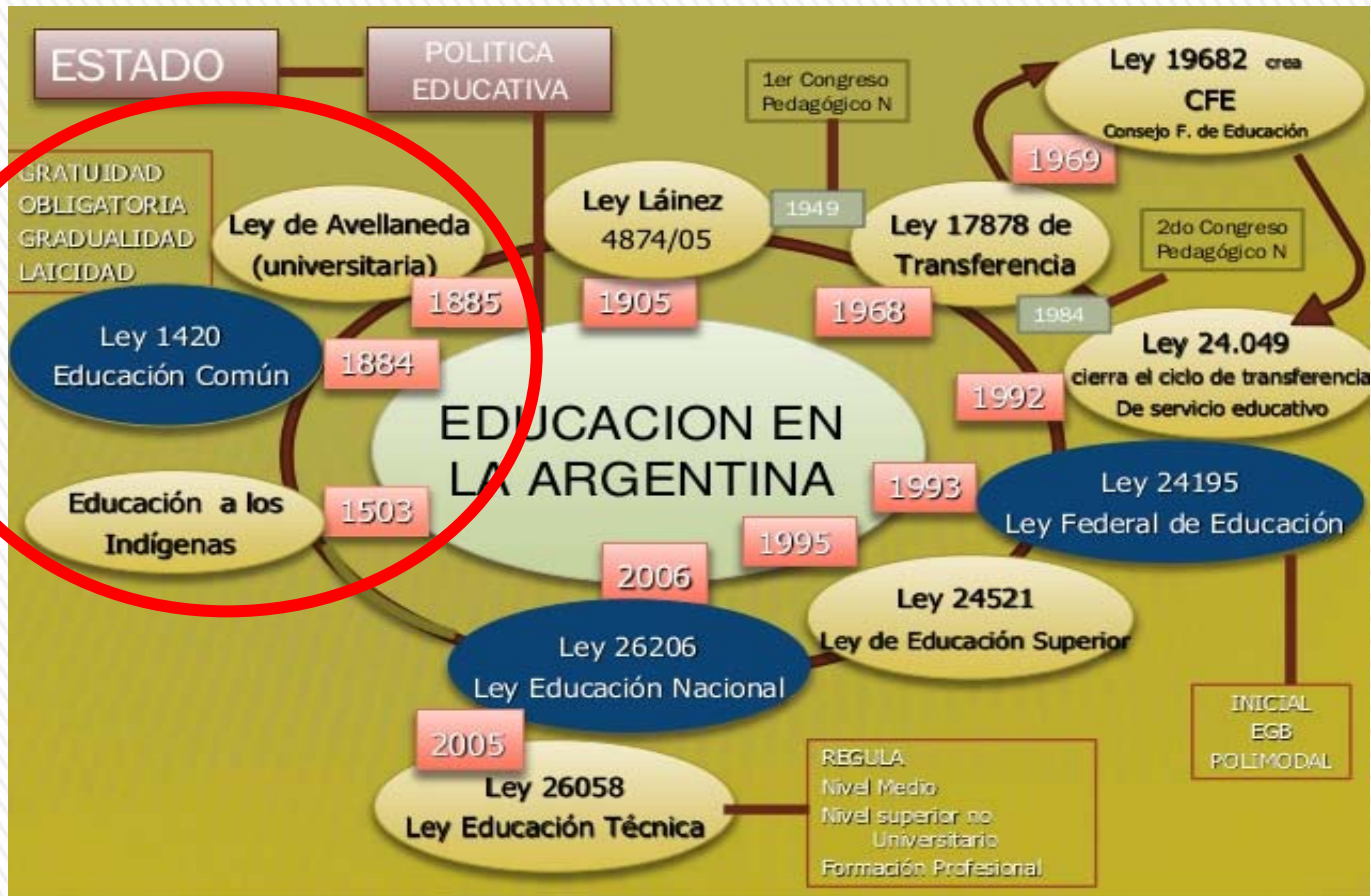 ESTADO
POLITICA
EDUCATIVA
1er Congreso
Pedagógico N
Ley 19682 crea
CFE
Consejo F. de Educación
1969
GRATUIDAD
OBLIGATORIA
GRADUALIDAD
LAICIDAD
Ley de Avellaneda
(universitaria)
1885
Ley Láinez
4874/05
1905
1949
Ley 17878 de
Transferencia
1968
2do Congreso
Pedagógico N
1984
Ley 1420
Educación Común
1884
Ley 24.049
cierra el ciclo de transferencia
De servicio educativo
1992
EDUCACION EN
LA ARGENTINA
Educación a los
Indígenas
1503
1993
Ley 24195
Ley Federal de Educación
1995
2006
Ley 24521
Ley de Educación Superior
Ley 26206
Ley Educación Nacional
INICIAL
EGB
POLIMODAL
2005
Ley 26058
Ley Educación Técnica
REGULA
Nivel Medio
Nivel superior no
Universitario
Formación Profesional